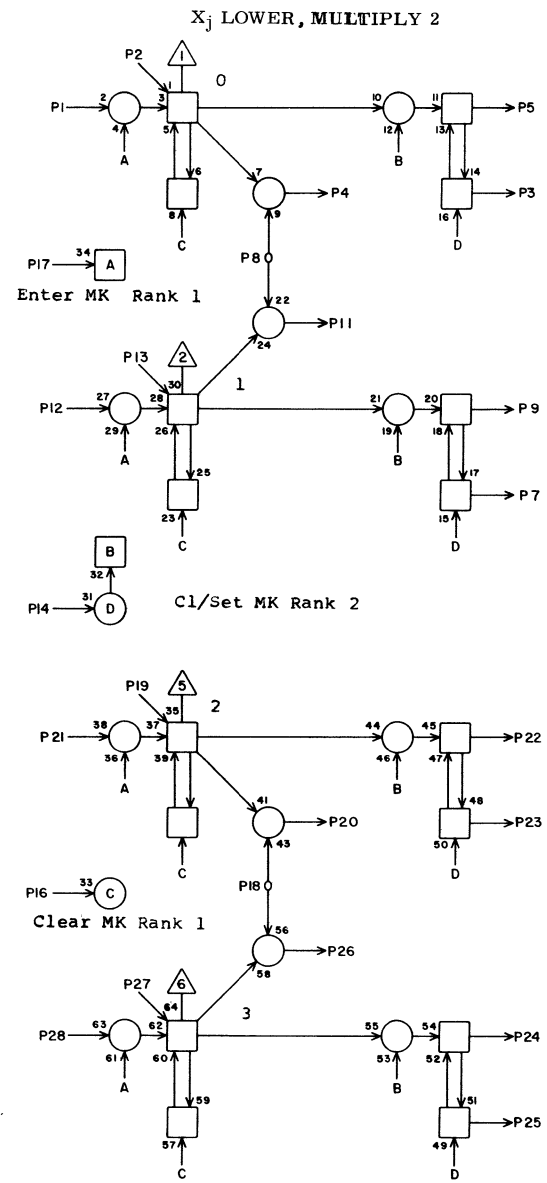 Xj LOWER, MULTIPLY 2
P2 1 0
1
P1 2 3 10 11 P5
4 5 12 13
A 6 7 B 14
8 9 P4 16 P3
C D
P17 34 A P8
Enter MK Rank 1
22
P11
24
P13 2
30 1
P12 27 28 21 20 P9
29 26 19 18
A 25 B 17
23 15 P7
C D
B
32
P14 31 D Cl/Set MK Rank 2
P19 5 2
35
P21 38 37 44 45 P22
36 39 46 47
A 41 B 48
43 P20 50 P23
C D
P16 33 C P18
Clear MK Rank 1
56
P26
58
P27 6
64 3
P28 63 62 55 54 P24
61 60 53 52
A 59 B 51
57 49 P25
C D